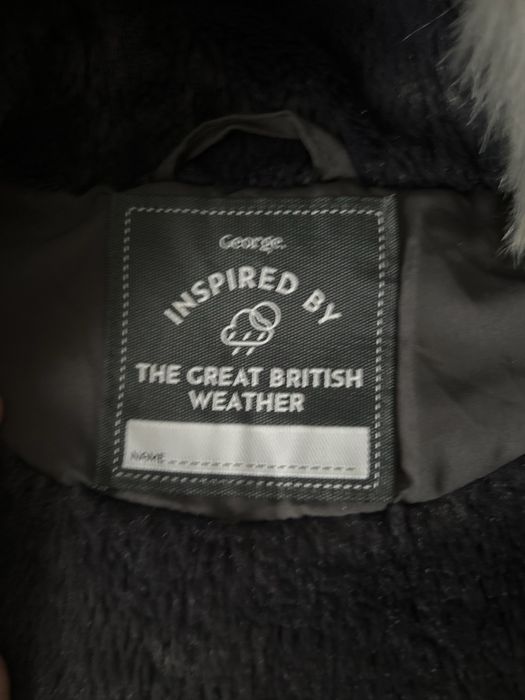 George.
INSPIRED BY
THE GREAT BRITISH
WEATHER
NAME